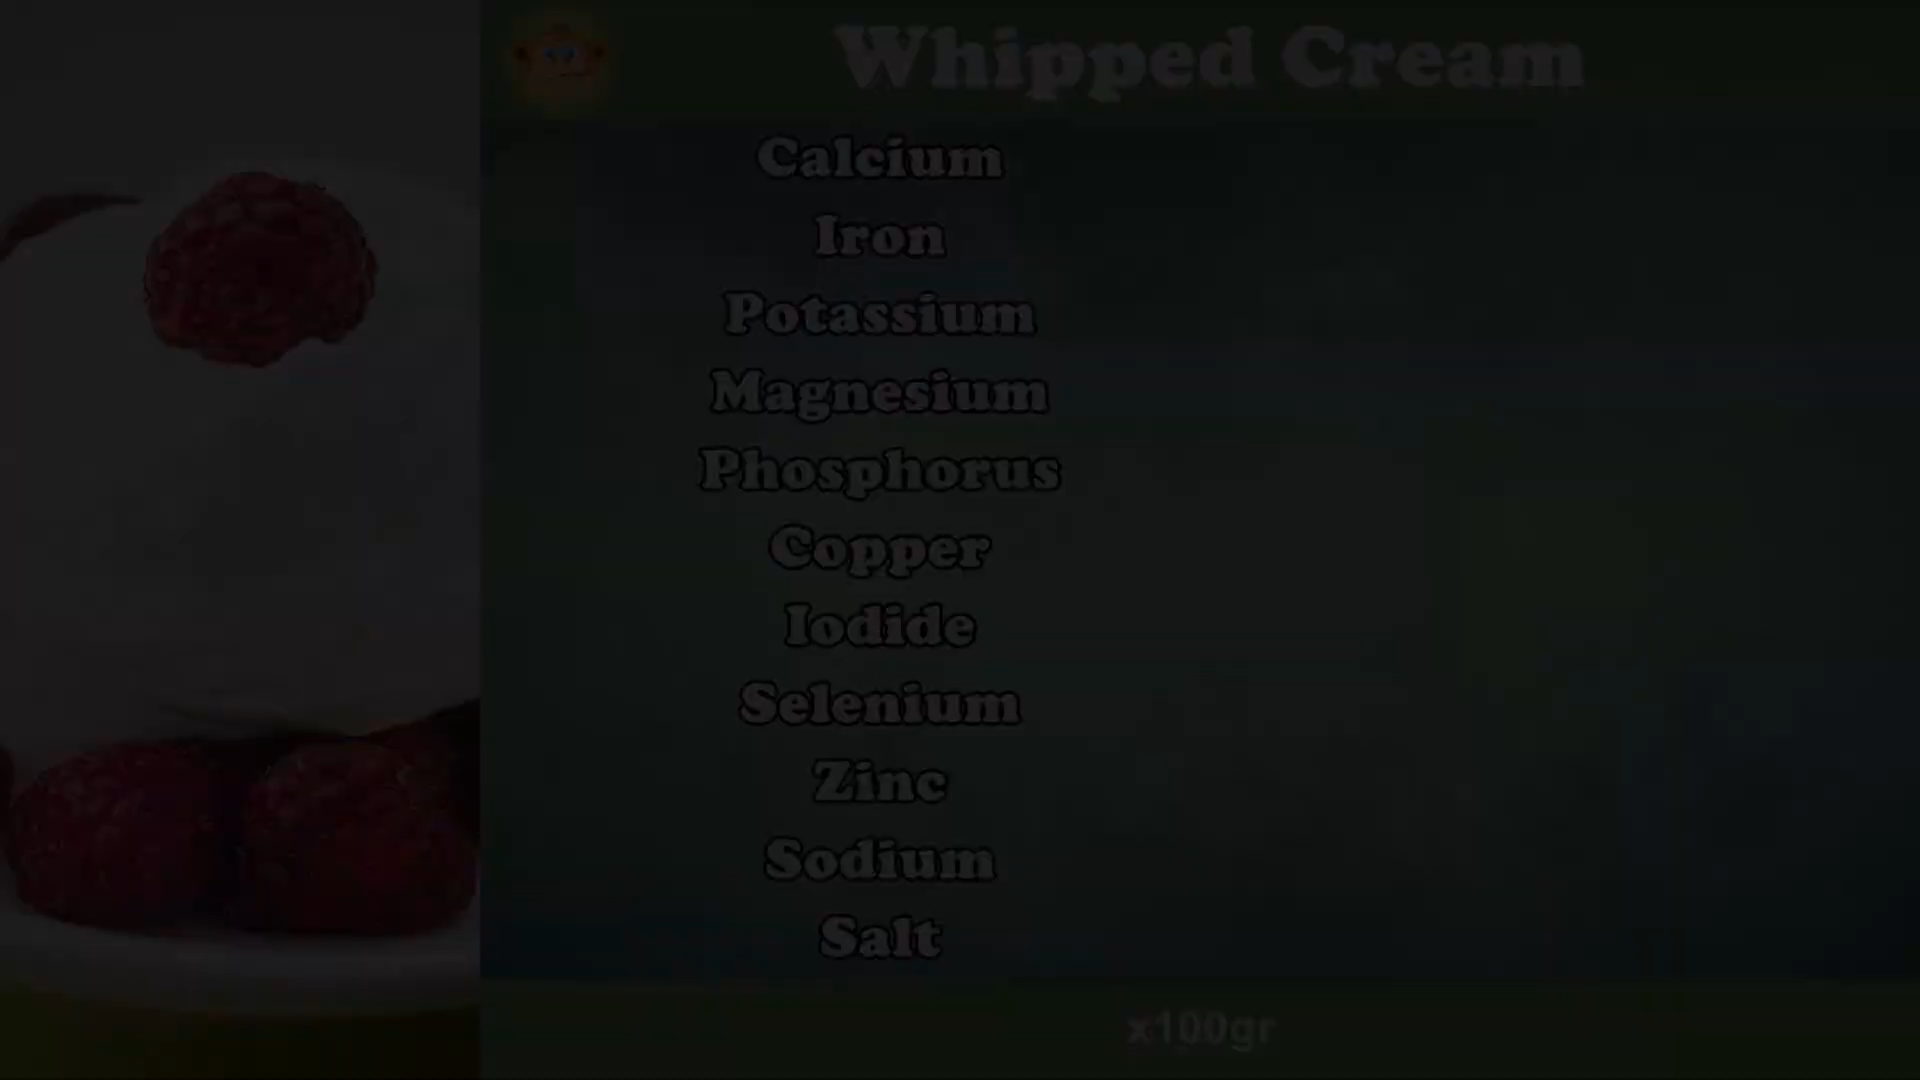 Whipped Cream
Calcium
Iron
Potassium
Magnesium
Phosphorus
Copper
Iodide
Selenium
Zinc
Sodium
Salt
x100gr